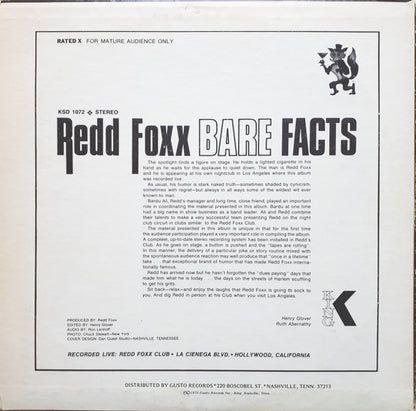 RATED X FOR MATURE AUDIENCE ONLY
KSD 1072 STEREO
Redd Foxx BARE FACTS
The spotlight finds a figure on stage. He holds a lighted cigarette in his
hand as he waits for the applause to quiet down. The man is Redd Foxx
and he is appearing at his own nightclub in Los Angeles where this album
was recorded live.
As usual, his humor is stark naked truth—sometimes shaded by cynicism,
sometimes with regret—but always in all ways some of the wildest wit ever
known to man.
Bardu Ali, Redd's manager and long time, close friend, played an important
role in coordinating the material presented in this album. Bardu at one time
had a big name in show business as a band leader. Ali and Redd combine
their talents to make a very successful team presenting Redd on the night
club circuit in clubs similar to the Redd Foxx Club.
The material presented in this album is unique in that for the first time
the audience participation played a very important role in compiling the album.
A complete, up-to-date stereo recording system has been installed in Redd's
Club. As he goes on stage, a button is pushed and the "tapes are rolling".
In this manner, the delivery of a particular joke or story routine mixed with
the spontaneous audience reaction may well produce that "once in a lifetime"
take . . . that exceptional brand of humor that has made Redd Foxx interna-
tionally famous.
Redd has arrived now but he hasn't forgotten the "dues paying" days that
made him what he is today . . . the days on the streets of Harlem scuffling
to get his living.
Sit back—relax—and enjoy the laughs that Redd Foxx is going to sock to
you. And dig Redd in person at his Club when you visit Los Angeles.
Henry Glover
Ruth Abernathy
KING
K
PRODUCED BY: Redd Foxx
EDITED BY: Henry Glover
AUDIO BY: Ron Lenhoff
PHOTO: Chuck Stewart—New York
COVER DESIGN: Dan Quest Studio—NASHVILLE, TENNESSEE
RECORDED LIVE: REDD FOXX CLUB • LA CIENEGA BLVD. • HOLLYWOOD, CALIFORNIA
DISTRIBUTED BY GUSTO RECORDS *220 BOSCOBEL ST. *NASHVILLE, TENN. 37213
Gusto Records Inc. - King Nashville, Tenn.